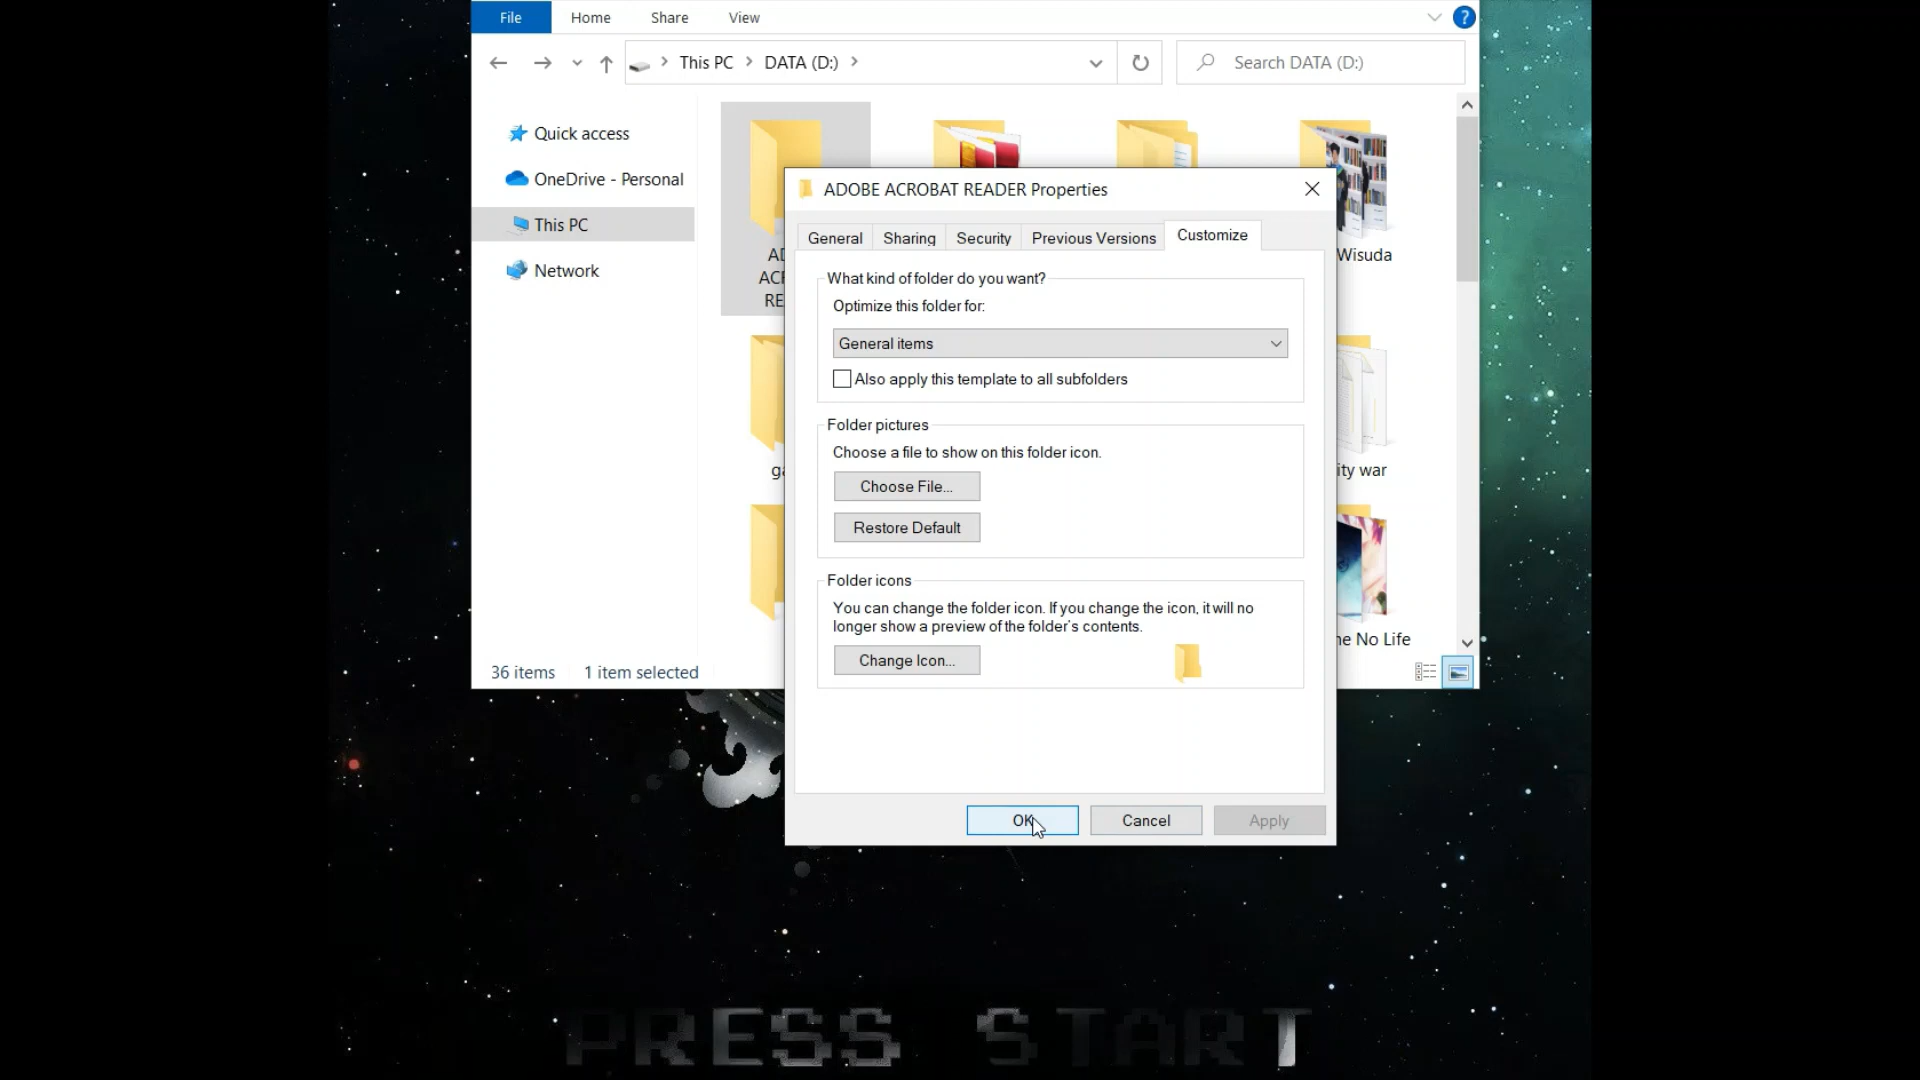 File Home Share View
This PC DATA (D:) Search DATA (D:)
Quick access
OneDrive - Personal
This PC
Network
ADOBE ACROBAT READER Properties
General Sharing Security Previous Versions Customize
What kind of folder do you want?
Optimize this folder for:
General items
Also apply this template to all subfolders
Folder pictures
Choose a file to show on this folder icon.
Choose File...
Restore Default
Folder icons
You can change the folder icon. If you change the icon, it will no
longer show a preview of the folder's contents.
Change Icon...
OK Cancel Apply
Wisuda
ity war
ne No Life
36 items 1 item selected
PRESS START